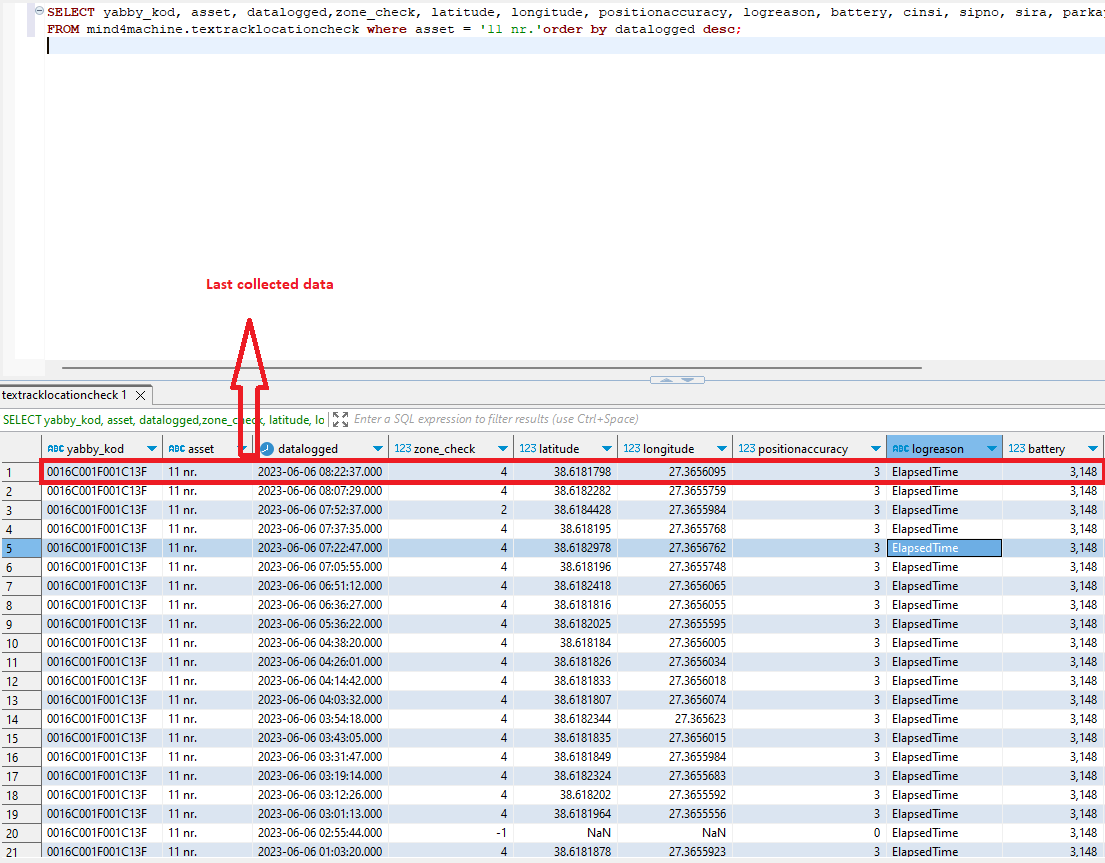 SELECT yabby_kod, asset, datalogged,zone_check, latitude, longitude, positionaccuracy, logreason, battery, cinsi, sipno, sira, parka
FROM mind4machine.textracklocationcheck where asset = '11 nr.'order by datalogged desc;
Last collected data
textracklocationcheck 1
SELECT yabby_kod, asset, datalogged,zone_check, latitude, lo Enter a SQL expression to filter results (use Ctrl+Space)
ABC yabby_kod ABC asset datalogged 123 zone_check 123 latitude 123 longitude 123 positionaccuracy ABC logreason 123 battery
1 0016C001F001C13F 11 nr. 2023-06-06 08:22:37.000 4 38.6181798 27.3656095 3 ElapsedTime 3,148
2 0016C001F001C13F 11 nr. 2023-06-06 08:07:29.000 4 38.6182282 27.3655759 3 ElapsedTime 3,148
3 0016C001F001C13F 11 nr. 2023-06-06 07:52:37.000 2 38.6184428 27.3655984 3 ElapsedTime 3,148
4 0016C001F001C13F 11 nr. 2023-06-06 07:37:35.000 4 38.618195 27.3655768 3 ElapsedTime 3,148
5 0016C001F001C13F 11 nr. 2023-06-06 07:22:47.000 4 38.6182978 27.3656762 3 ElapsedTime 3,148
6 0016C001F001C13F 11 nr. 2023-06-06 07:05:55.000 4 38.618196 27.3655748 3 ElapsedTime 3,148
7 0016C001F001C13F 11 nr. 2023-06-06 06:51:12.000 4 38.6182418 27.3656065 3 ElapsedTime 3,148
8 0016C001F001C13F 11 nr. 2023-06-06 06:36:27.000 4 38.6181816 27.3656055 3 ElapsedTime 3,148
9 0016C001F001C13F 11 nr. 2023-06-06 05:36:22.000 4 38.6182025 27.3655595 3 ElapsedTime 3,148
10 0016C001F001C13F 11 nr. 2023-06-06 04:38:20.000 4 38.618184 27.3656005 3 ElapsedTime 3,148
11 0016C001F001C13F 11 nr. 2023-06-06 04:26:01.000 4 38.6181826 27.3656034 3 ElapsedTime 3,148
12 0016C001F001C13F 11 nr. 2023-06-06 04:14:42.000 4 38.6181833 27.3656018 3 ElapsedTime 3,148
13 0016C001F001C13F 11 nr. 2023-06-06 04:03:32.000 4 38.6181807 27.3656074 3 ElapsedTime 3,148
14 0016C001F001C13F 11 nr. 2023-06-06 03:54:18.000 4 38.6182344 27.365623 3 ElapsedTime 3,148
15 0016C001F001C13F 11 nr. 2023-06-06 03:43:05.000 4 38.6181835 27.3656015 3 ElapsedTime 3,148
16 0016C001F001C13F 11 nr. 2023-06-06 03:31:47.000 4 38.6181849 27.3655984 3 ElapsedTime 3,148
17 0016C001F001C13F 11 nr. 2023-06-06 03:19:14.000 4 38.6182324 27.3655683 3 ElapsedTime 3,148
18 0016C001F001C13F 11 nr. 2023-06-06 03:12:26.000 4 38.618202 27.3655592 3 ElapsedTime 3,148
19 0016C001F001C13F 11 nr. 2023-06-06 03:01:13.000 4 38.6181964 27.3655556 3 ElapsedTime 3,148
20 0016C001F001C13F 11 nr. 2023-06-06 02:55:44.000 -1 NaN NaN 0 ElapsedTime 3,148
21 0016C001F001C13F 11 nr. 2023-06-06 01:03:20.000 4 38.6181878 27.3655923 3 ElapsedTime 3,148